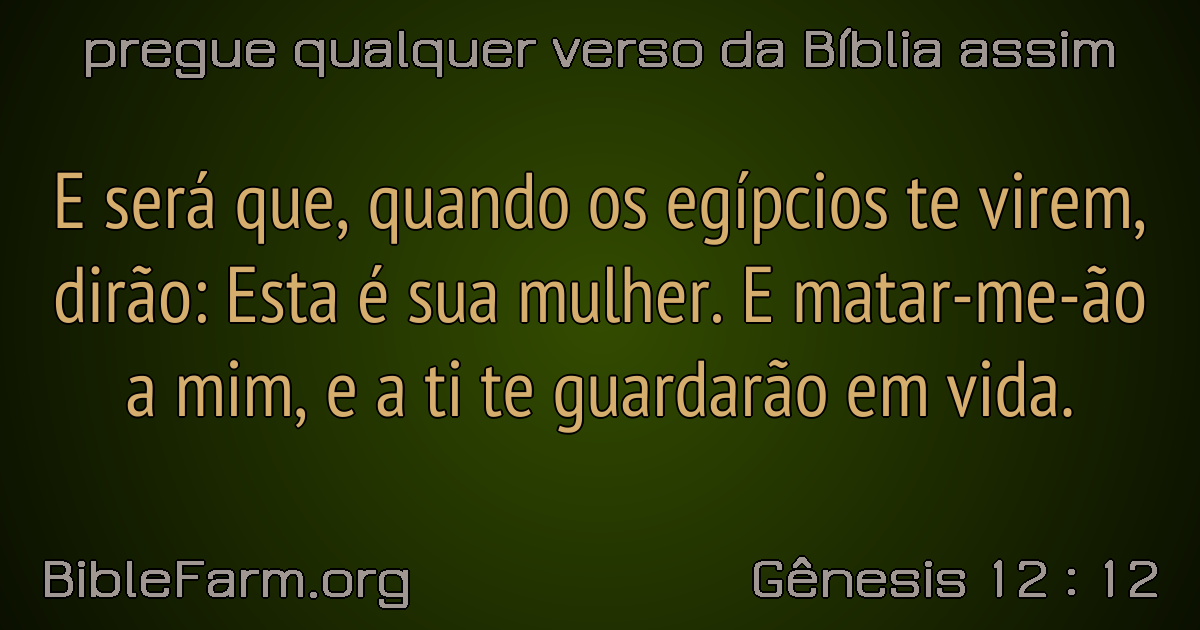 pregue qualquer verso da Bíblia assim
E será que, quando os egípcios te virem,
dirão: Esta é sua mulher. E matar-me-ão
a mim, e a ti te guardarão em vida.
BibleFarm.org
Gênesis 12 : 12